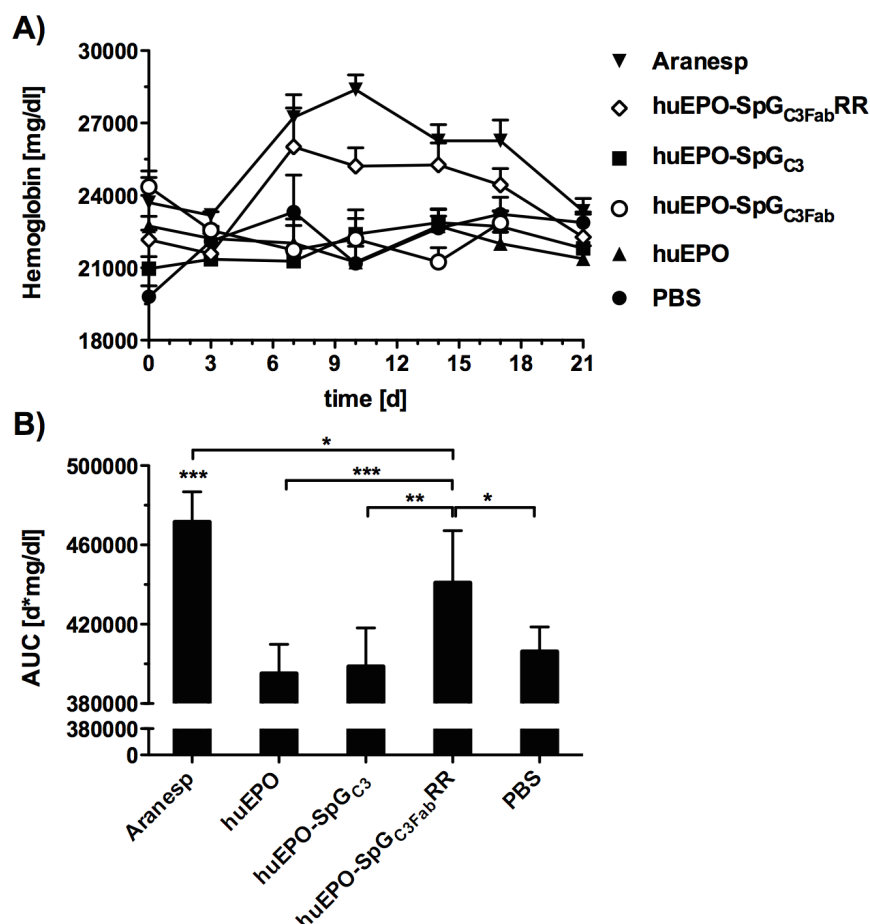 A)
30000
27000
24000
21000
18000
Hemoglobin [mg/dl]
0 3 6 9 12 15 18 21
time [d]
Aranesp
huEPO-SpGC3FabRR
huEPO-SpGC3
huEPO-SpGC3Fab
huEPO
PBS
B)
500000
460000
420000
380000
380000
0
AUC [d*mg/dl]
*
***
***
**
*
Aranesp
huEPO
huEPO-SpGC3
huEPO-SpGC3FabRR
PBS